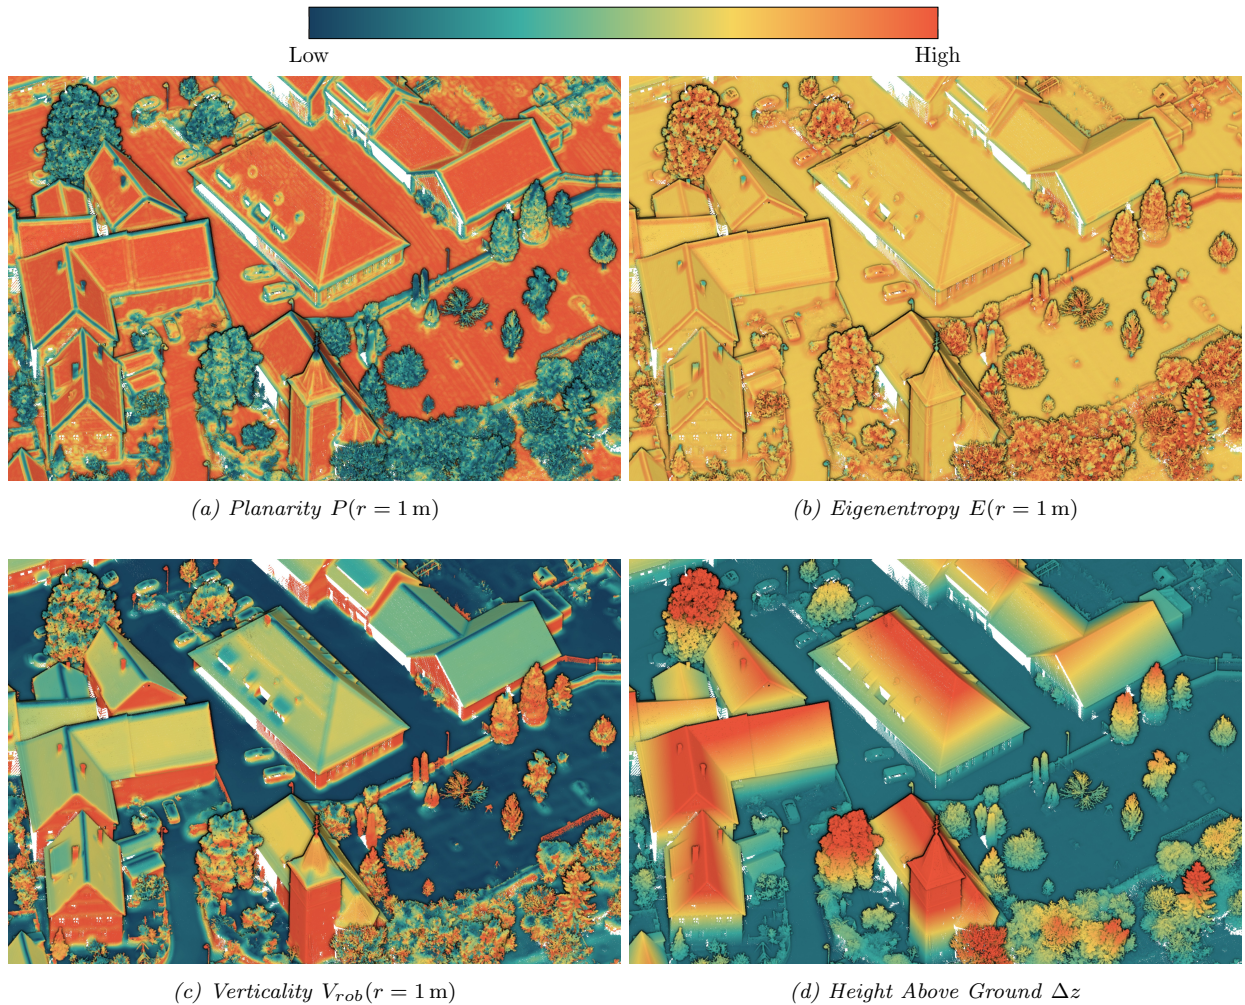 Low High
(a) Planarity P(r = 1 m)
(b) Eigenentropy E(r = 1 m)
(c) Verticality V_rob(r = 1 m)
(d) Height Above Ground Δz